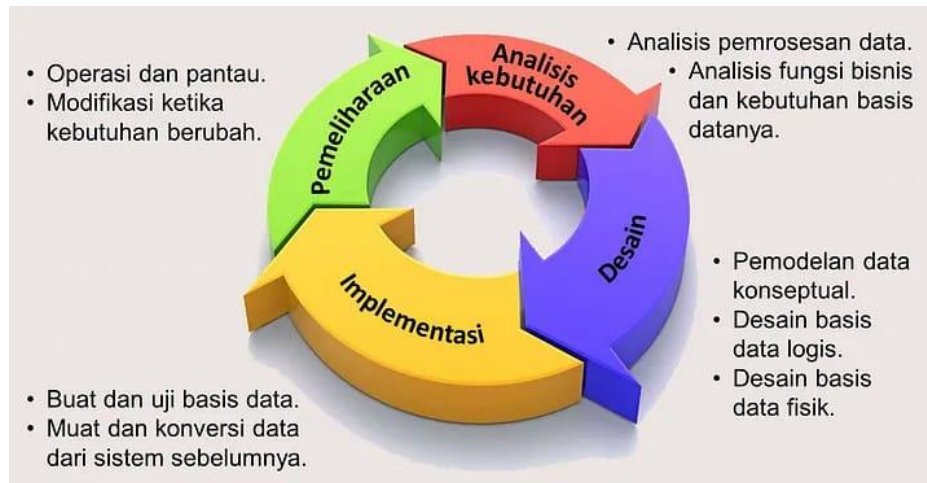 Analisis
kebutuhan
• Analisis pemrosesan data.
• Analisis fungsi bisnis
dan kebutuhan basis
datanya.
Desain
• Pemodelan data
konseptual.
• Desain basis
data logis.
• Desain basis
data fisik.
Implementasi
• Buat dan uji basis data.
• Muat dan konversi data
dari sistem sebelumnya.
Pemeliharaan
• Operasi dan pantau.
• Modifikasi ketika
kebutuhan berubah.